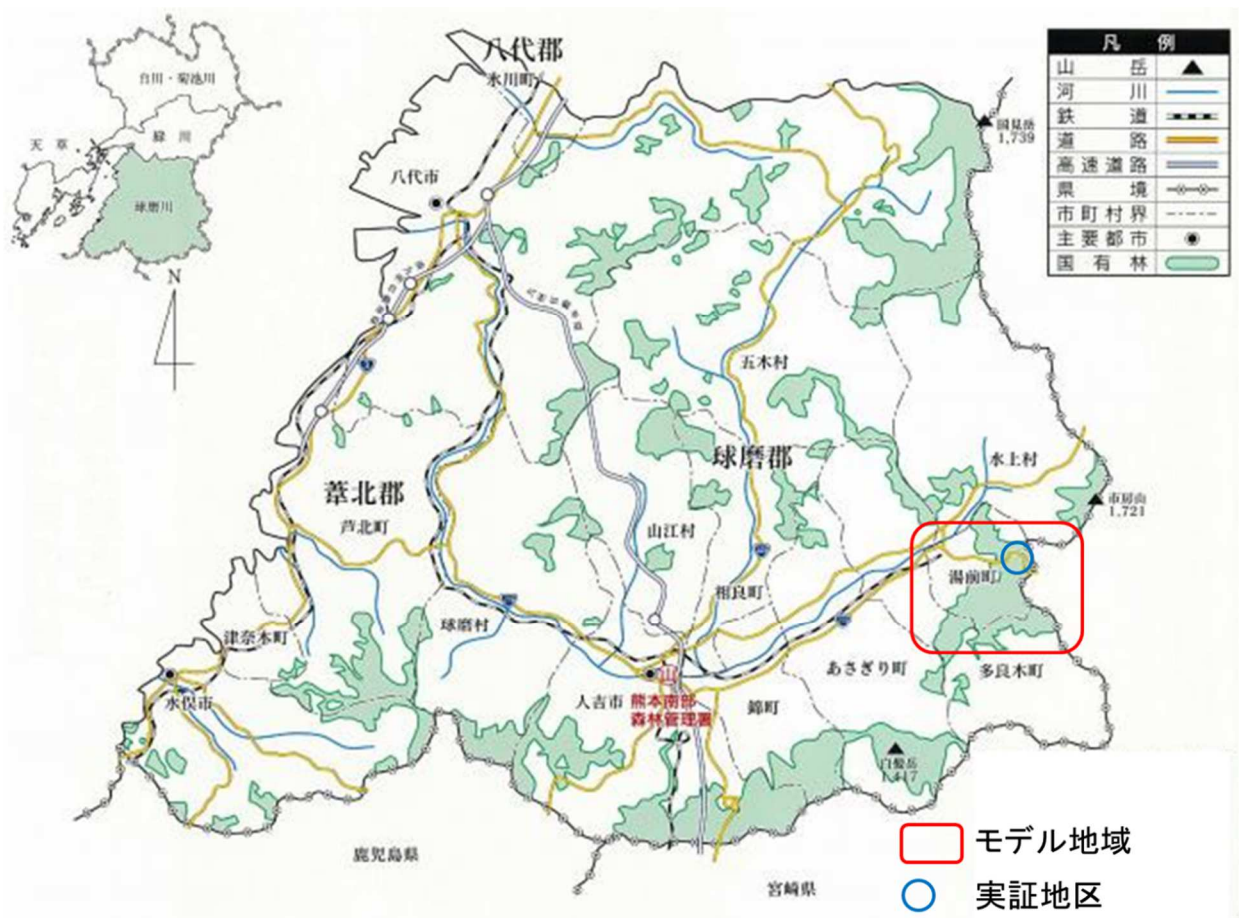 白川・菊池川
緑川
天草
球磨川
N
八代郡
氷川町
八代市
国見岳
1,739
凡例
山岳
河川
鉄道
道路
高速道路
県境
市町村界
主要都市
国有林
3
五木村
球磨郡
水上村
市房山
1,721
葦北郡
芦北町
山江村
湯前町
相良町
球磨村
津奈木町
あさぎり町
多良木町
水俣市
人吉市
熊本南部
森林管理署
錦町
白髪岳
1,417
鹿児島県
宮崎県
モデル地域
実証地区